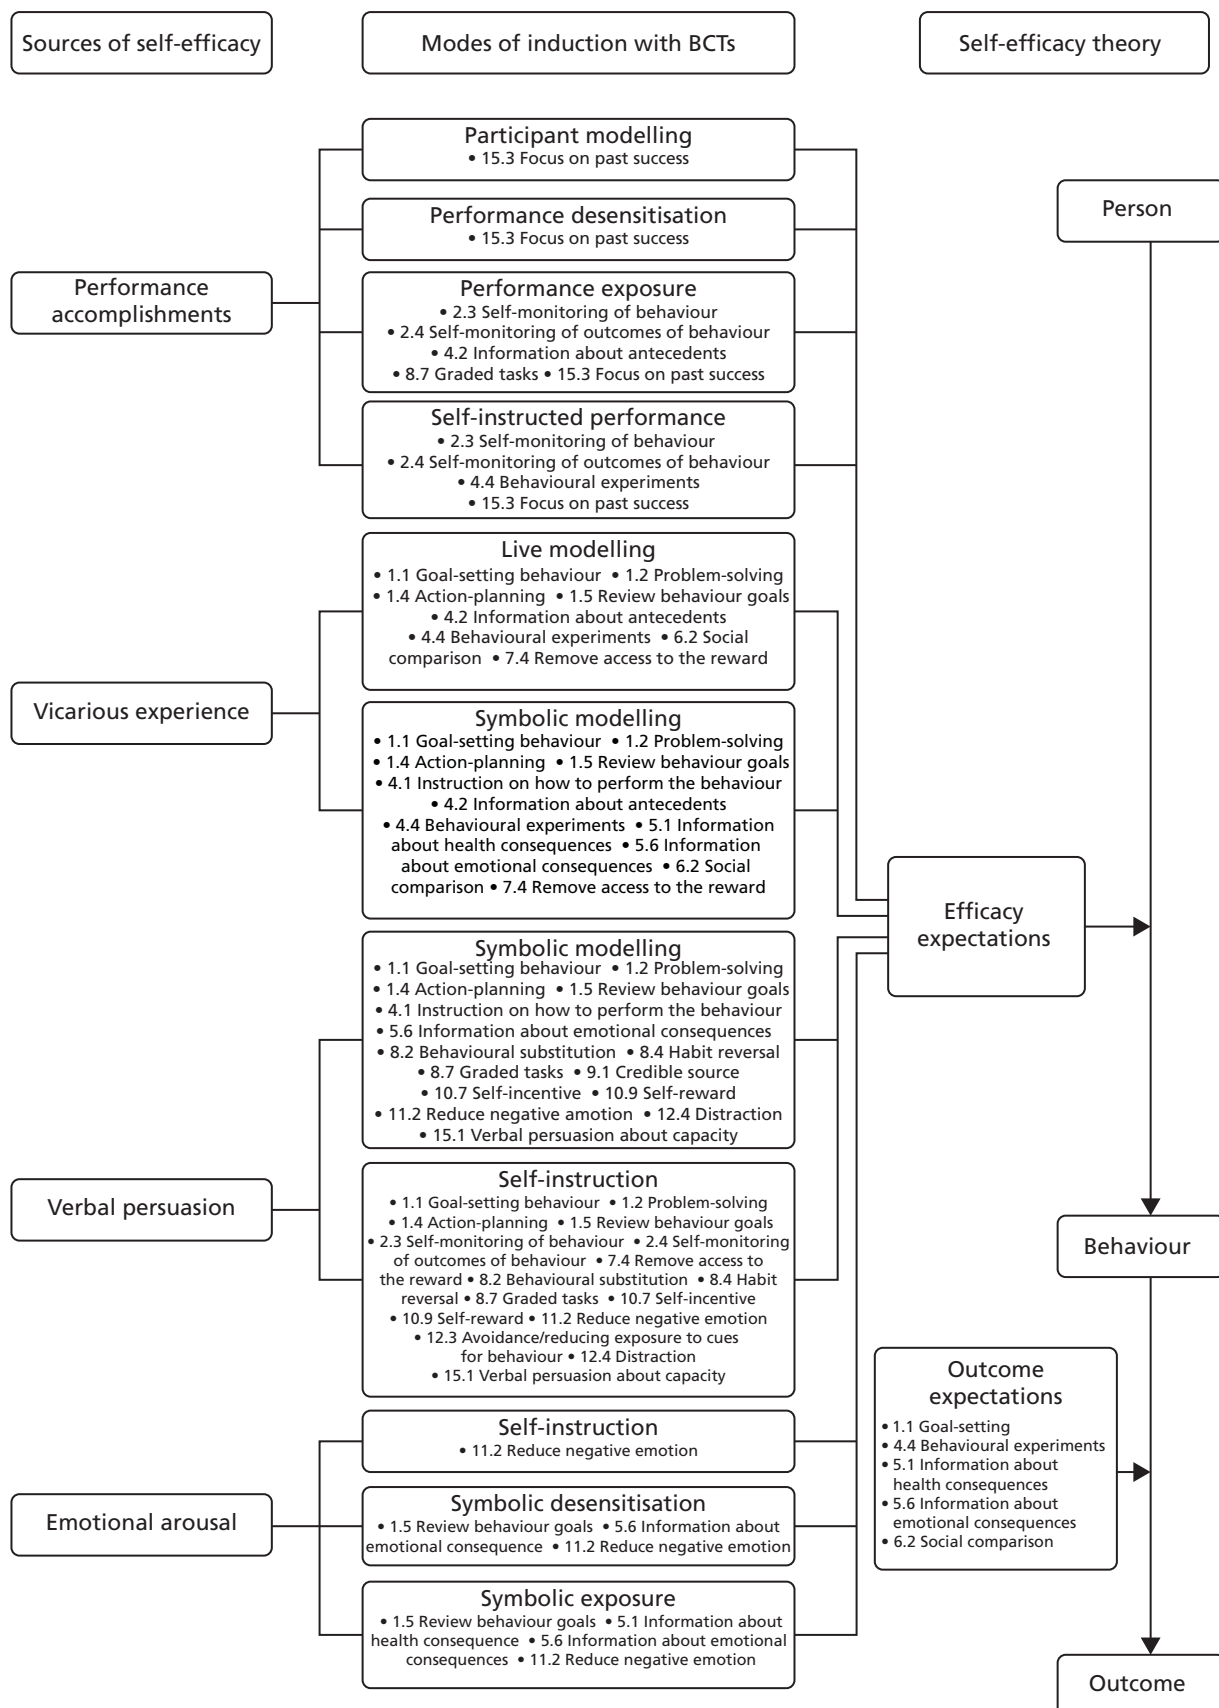 Sources of self-efficacy
Modes of induction with BCTs
Self-efficacy theory
Participant modelling
• 15.3 Focus on past success
Performance desensitisation
• 15.3 Focus on past success
Performance
accomplishments
Performance exposure
• 2.3 Self-monitoring of behaviour
• 2.4 Self-monitoring of outcomes of behaviour
• 4.2 Information about antecedents
• 8.7 Graded tasks • 15.3 Focus on past success
Self-instructed performance
• 2.3 Self-monitoring of behaviour
• 2.4 Self-monitoring of outcomes of behaviour
• 4.4 Behavioural experiments
• 15.3 Focus on past success
Live modelling
• 1.1 Goal-setting behaviour • 1.2 Problem-solving
• 1.4 Action-planning • 1.5 Review behaviour goals
• 4.2 Information about antecedents
• 4.4 Behavioural experiments • 6.2 Social
comparison • 7.4 Remove access to the reward
Vicarious experience
Symbolic modelling
• 1.1 Goal-setting behaviour • 1.2 Problem-solving
• 1.4 Action-planning • 1.5 Review behaviour goals
• 4.1 Instruction on how to perform the behaviour
• 4.2 Information about antecedents
• 4.4 Behavioural experiments • 5.1 Information
about health consequences • 5.6 Information
about emotional consequences • 6.2 Social
comparison • 7.4 Remove access to the reward
Symbolic modelling
• 1.1 Goal-setting behaviour • 1.2 Problem-solving
• 1.4 Action-planning • 1.5 Review behaviour goals
• 4.1 Instruction on how to perform the behaviour
• 5.6 Information about emotional consequences
• 8.2 Behavioural substitution • 8.4 Habit reversal
• 8.7 Graded tasks • 9.1 Credible source
• 10.7 Self-incentive • 10.9 Self-reward
• 11.2 Reduce negative amotion • 12.4 Distraction
• 15.1 Verbal persuasion about capacity
Verbal persuasion
Self-instruction
• 1.1 Goal-setting behaviour • 1.2 Problem-solving
• 1.4 Action-planning • 1.5 Review behaviour goals
• 2.3 Self-monitoring of behaviour • 2.4 Self-monitoring
of outcomes of behaviour • 7.4 Remove access to
the reward • 8.2 Behavioural substitution • 8.4 Habit
reversal • 8.7 Graded tasks • 10.7 Self-incentive
• 10.9 Self-reward • 11.2 Reduce negative emotion
• 12.3 Avoidance/reducing exposure to cues
for behaviour • 12.4 Distraction
• 15.1 Verbal persuasion about capacity
Self-instruction
• 11.2 Reduce negative emotion
Emotional arousal
Symbolic desensitisation
• 1.5 Review behaviour goals • 5.6 Information about
emotional consequence • 11.2 Reduce negative emotion
Symbolic exposure
• 1.5 Review behaviour goals • 5.1 Information about
health consequence • 5.6 Information about emotional
consequences • 11.2 Reduce negative emotion
Person
Efficacy
expectations
Behaviour
Outcome
expectations
• 1.1 Goal-setting
• 4.4 Behavioural experiments
• 5.1 Information about
health consequences
• 5.6 Information about
emotional consequences
• 6.2 Social comparison
Outcome